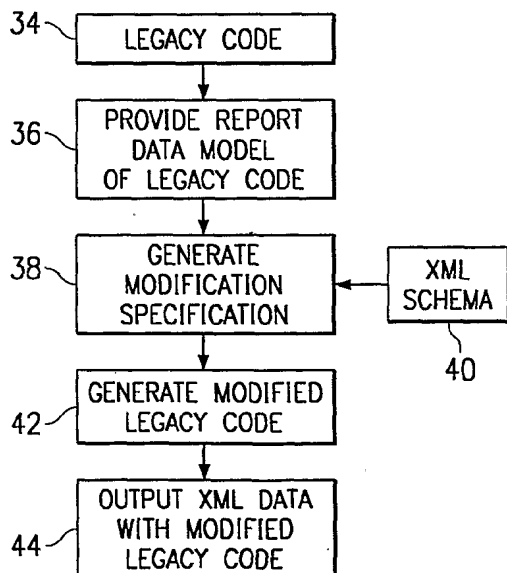 34
LEGACY CODE
36
PROVIDE REPORT
DATA MODEL
OF LEGACY CODE
38
GENERATE
MODIFICATION
SPECIFICATION
XML
SCHEMA
40
42
GENERATE MODIFIED
LEGACY CODE
44
OUTPUT XML DATA
WITH MODIFIED
LEGACY CODE